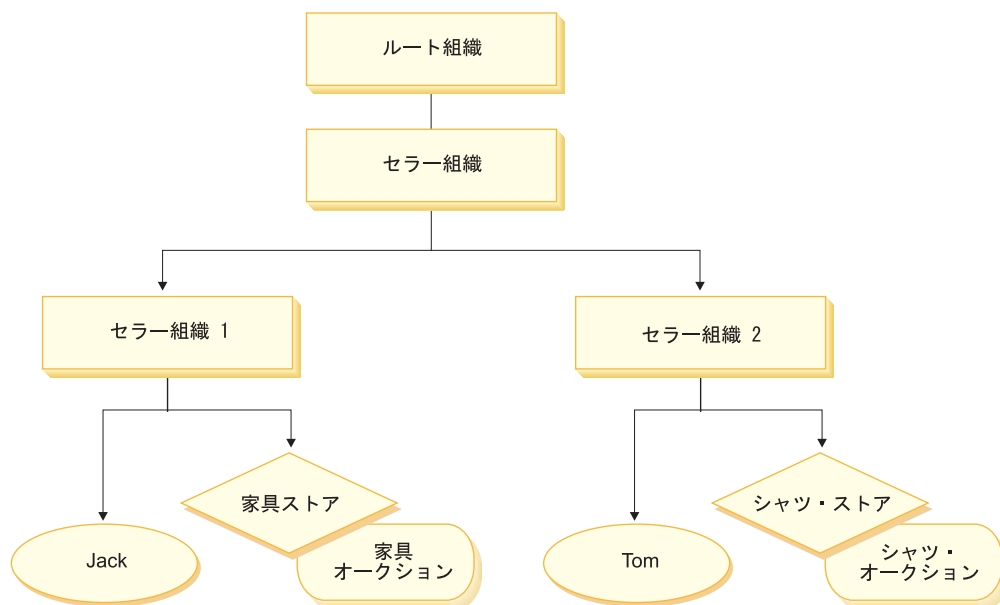 ルート組織
セラー組織
セラー組織 1
セラー組織 2
家具ストア
シャツ・ストア
Jack
家具
オークション
Tom
シャツ・
オークション